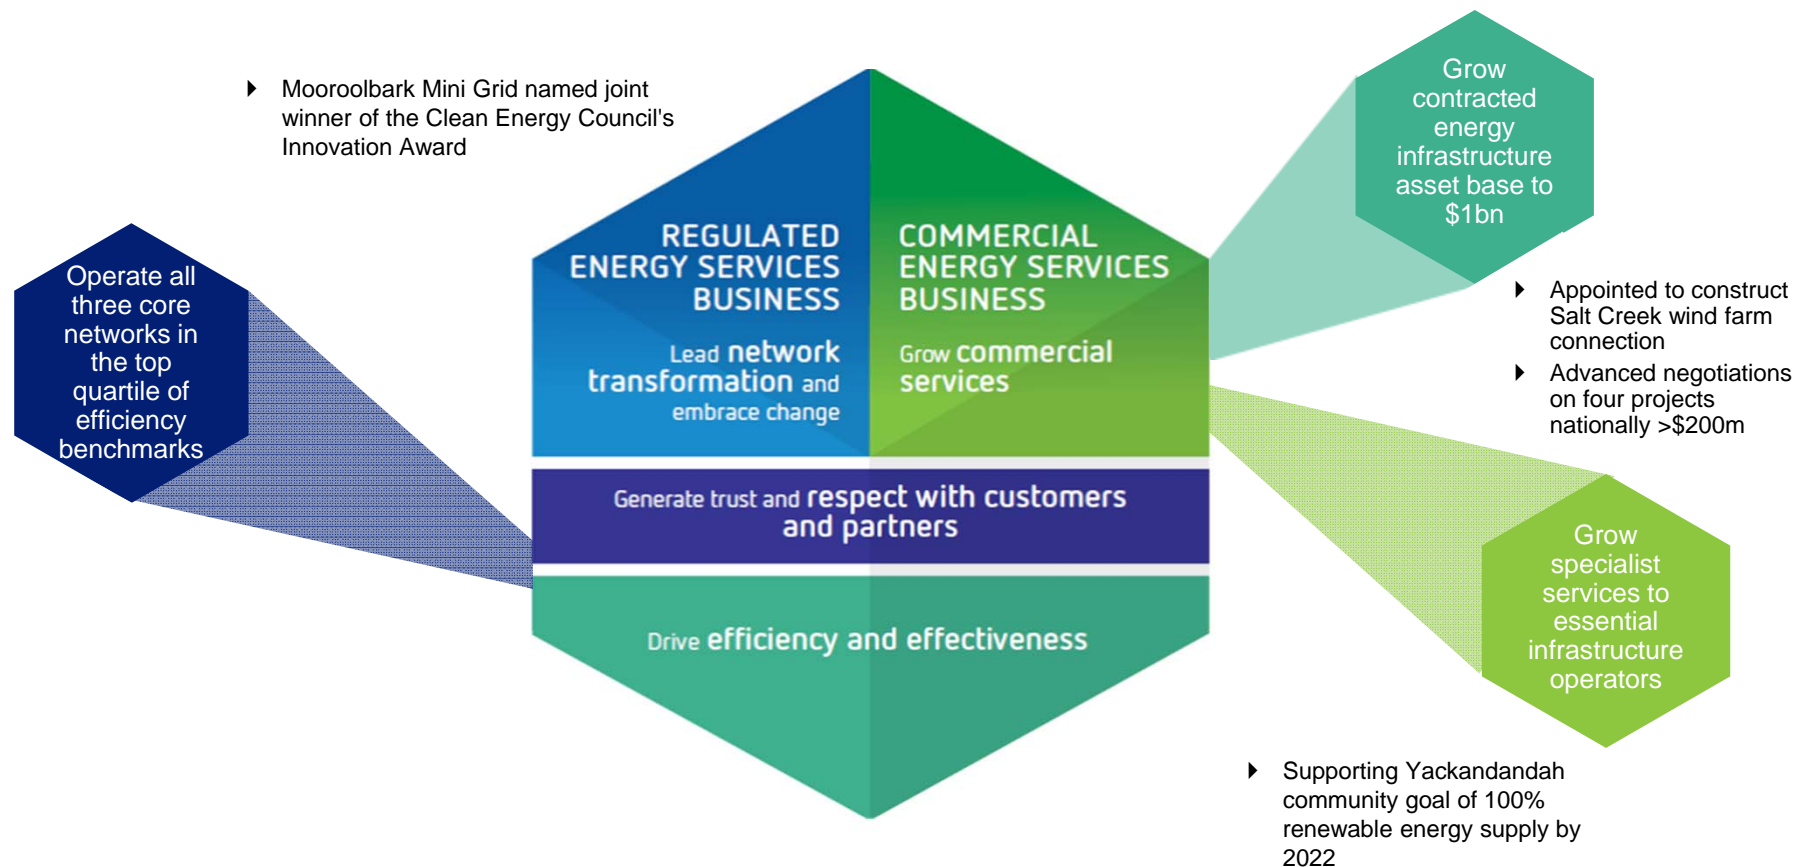 Mooroolbark Mini Grid named joint
winner of the Clean Energy Council's
Innovation Award
Operate all
three core
networks in
the top
quartile of
efficiency
benchmarks
REGULATED
ENERGY SERVICES
BUSINESS
Lead network
transformation and
embrace change
COMMERCIAL
ENERGY SERVICES
BUSINESS
Grow commercial
services
Generate trust and respect with customers
and partners
Drive efficiency and effectiveness
Grow
contracted
energy
infrastructure
asset base to
$1bn
Appointed to construct
Salt Creek wind farm
connection
Advanced negotiations
on four projects
nationally >$200m
Grow
specialist
services to
essential
infrastructure
operators
Supporting Yackandandah
community goal of 100%
renewable energy supply by
2022